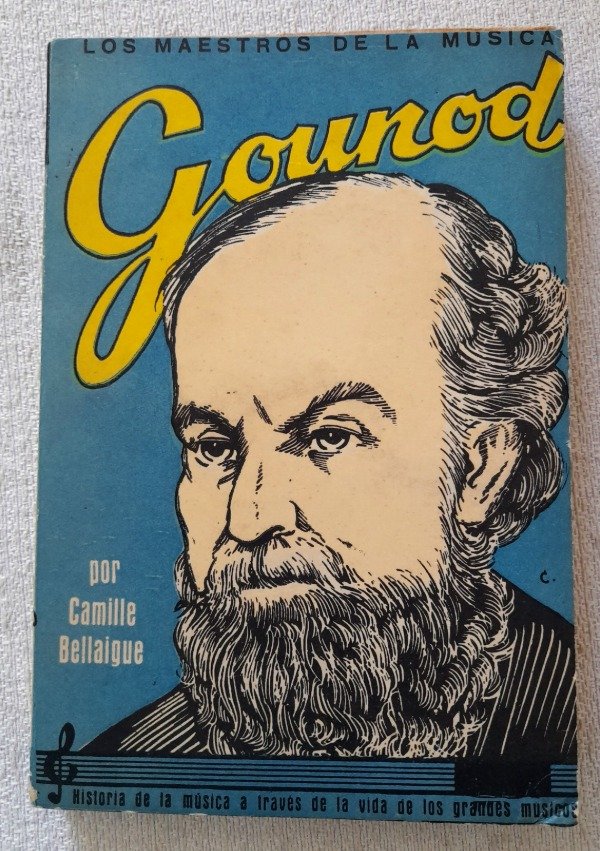 LOS MAESTROS DE LA MUSICA
Gounod
por
Camille
Bellaigue
C.
Historia de la música a través de la vida de los grandes musicos